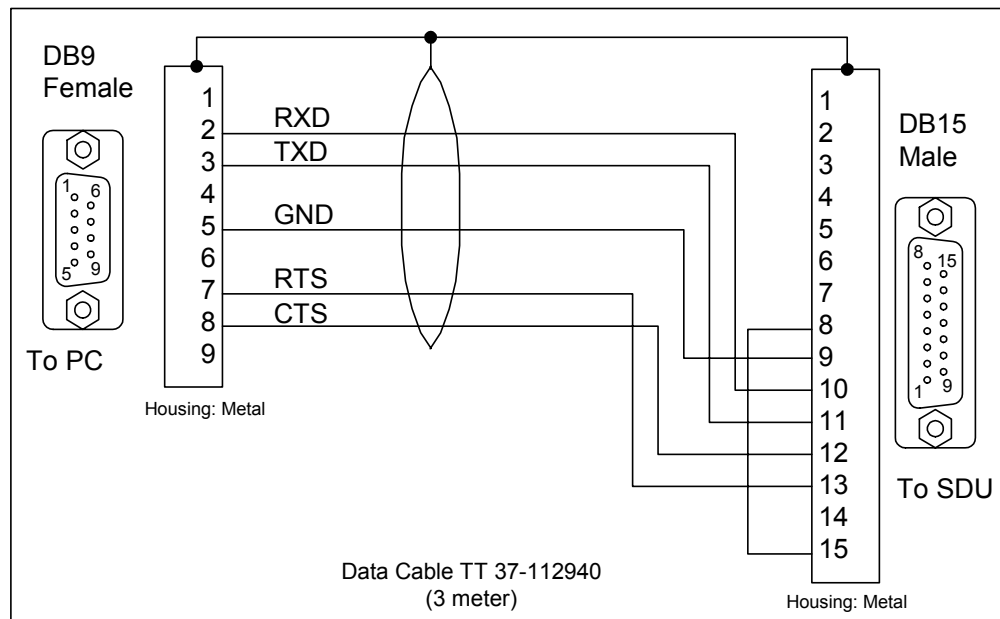 DB9
Female
1
6
5
9
To PC
1
2
3
4
5
6
7
8
9
Housing: Metal
RXD
TXD
GND
RTS
CTS
1
2
3
4
5
6
7
8
9
10
11
12
13
14
15
Housing: Metal
DB15
Male
8
15
1
9
To SDU
Data Cable TT 37-112940
(3 meter)